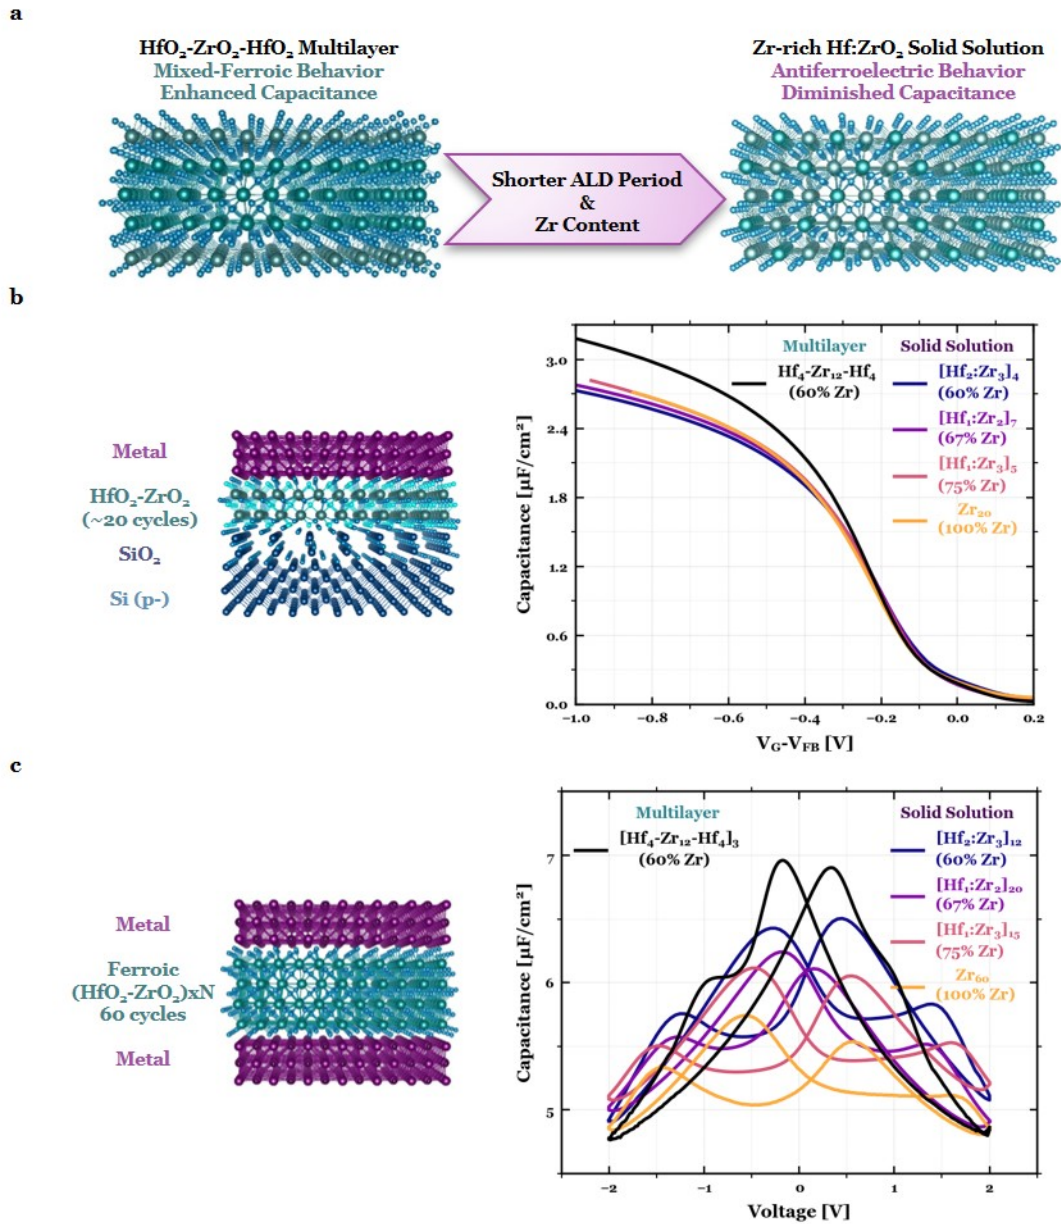 a
HfO₂-ZrO₂-HfO₂ Multilayer
Mixed-Ferroic Behavior
Enhanced Capacitance
Shorter ALD Period
&
Zr Content
Zr-rich Hf:ZrO₂ Solid Solution
Antiferroelectric Behavior
Diminished Capacitance
b
Metal
HfO₂-ZrO₂
(~20 cycles)
SiO₂
Si (p-)
Capacitance [µF/cm²]
3.0
2.4
1.8
1.2
0.6
0.0
Multilayer
Hf₄-Zr₁₂-Hf₄
(60% Zr)
Solid Solution
[Hf₂:Zr₃]₄
(60% Zr)
[Hf₁:Zr₂]₇
(67% Zr)
[Hf₁:Zr₃]₅
(75% Zr)
Zr₂₀
(100% Zr)
-1.0 -0.8 -0.6 -0.4 -0.2 0.0 0.2
V_G-V_FB [V]
c
Metal
Ferroic
(HfO₂-ZrO₂)xN
60 cycles
Metal
Capacitance [µF/cm²]
7
6
5
Multilayer
[Hf₄-Zr₁₂-Hf₄]₃
(60% Zr)
Solid Solution
[Hf₂:Zr₃]₁₂
(60% Zr)
[Hf₁:Zr₂]₂₀
(67% Zr)
[Hf₁:Zr₃]₁₅
(75% Zr)
Zr₆₀
(100% Zr)
-2 -1 0 1 2
Voltage [V]